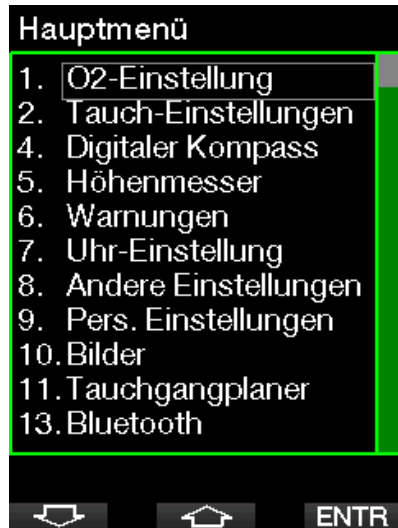 Hauptmenü
1. O2-Einstellung
2. Tauch-Einstellungen
4. Digitaler Kompass
5. Höhenmesser
6. Warnungen
7. Uhr-Einstellung
8. Andere Einstellungen
9. Pers. Einstellungen
10. Bilder
11. Tauchgangplaner
13. Bluetooth
ENTR